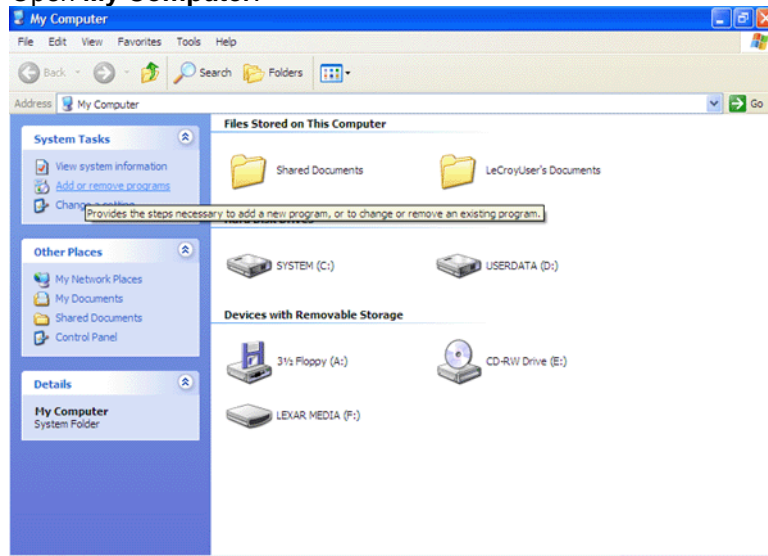 Open My Computer.
My Computer
File Edit View Favorites Tools Help
Back Search Folders
Address My Computer Go
System Tasks
View system information
Add or remove programs
Change a setting
Provides the steps necessary to add a new program, or to change or remove an existing program.
Other Places
My Network Places
My Documents
Shared Documents
Control Panel
Details
My Computer
System Folder
Files Stored on This Computer
Shared Documents LeCroyUser's Documents
Hard Disk Drives
SYSTEM (C:) USERDATA (D:)
Devices with Removable Storage
3½ Floppy (A:) CD-RW Drive (E:)
LEXAR MEDIA (F:)